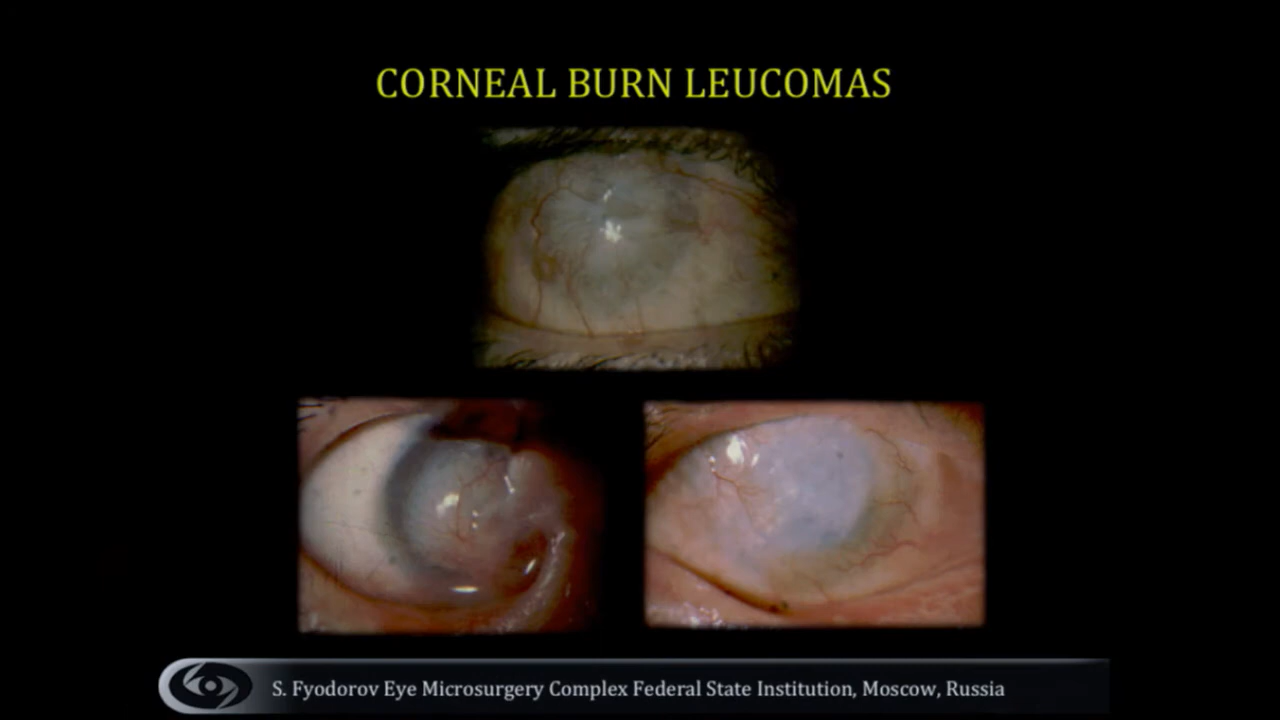 CORNEAL BURN LEUCOMAS
S. Fyodorov Eye Microsurgery Complex Federal State Institution, Moscow, Russia